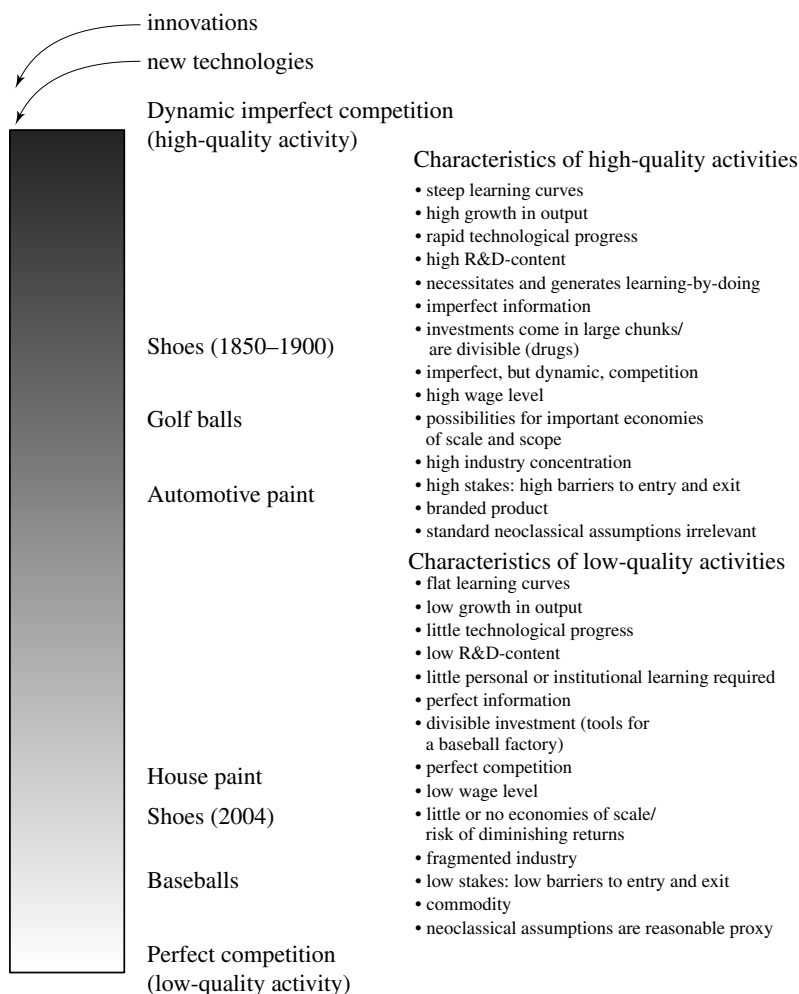 innovations
new technologies
Dynamic imperfect competition
(high-quality activity)
Shoes (1850–1900)
Golf balls
Automotive paint
House paint
Shoes (2004)
Baseballs
Perfect competition
(low-quality activity)
Characteristics of high-quality activities
• steep learning curves
• high growth in output
• rapid technological progress
• high R&D-content
• necessitates and generates learning-by-doing
• imperfect information
• investments come in large chunks/
are divisible (drugs)
• imperfect, but dynamic, competition
• high wage level
• possibilities for important economies
of scale and scope
• high industry concentration
• high stakes: high barriers to entry and exit
• branded product
• standard neoclassical assumptions irrelevant
Characteristics of low-quality activities
• flat learning curves
• low growth in output
• little technological progress
• low R&D-content
• little personal or institutional learning required
• perfect information
• divisible investment (tools for
a baseball factory)
• perfect competition
• low wage level
• little or no economies of scale/
risk of diminishing returns
• fragmented industry
• low stakes: low barriers to entry and exit
• commodity
• neoclassical assumptions are reasonable proxy